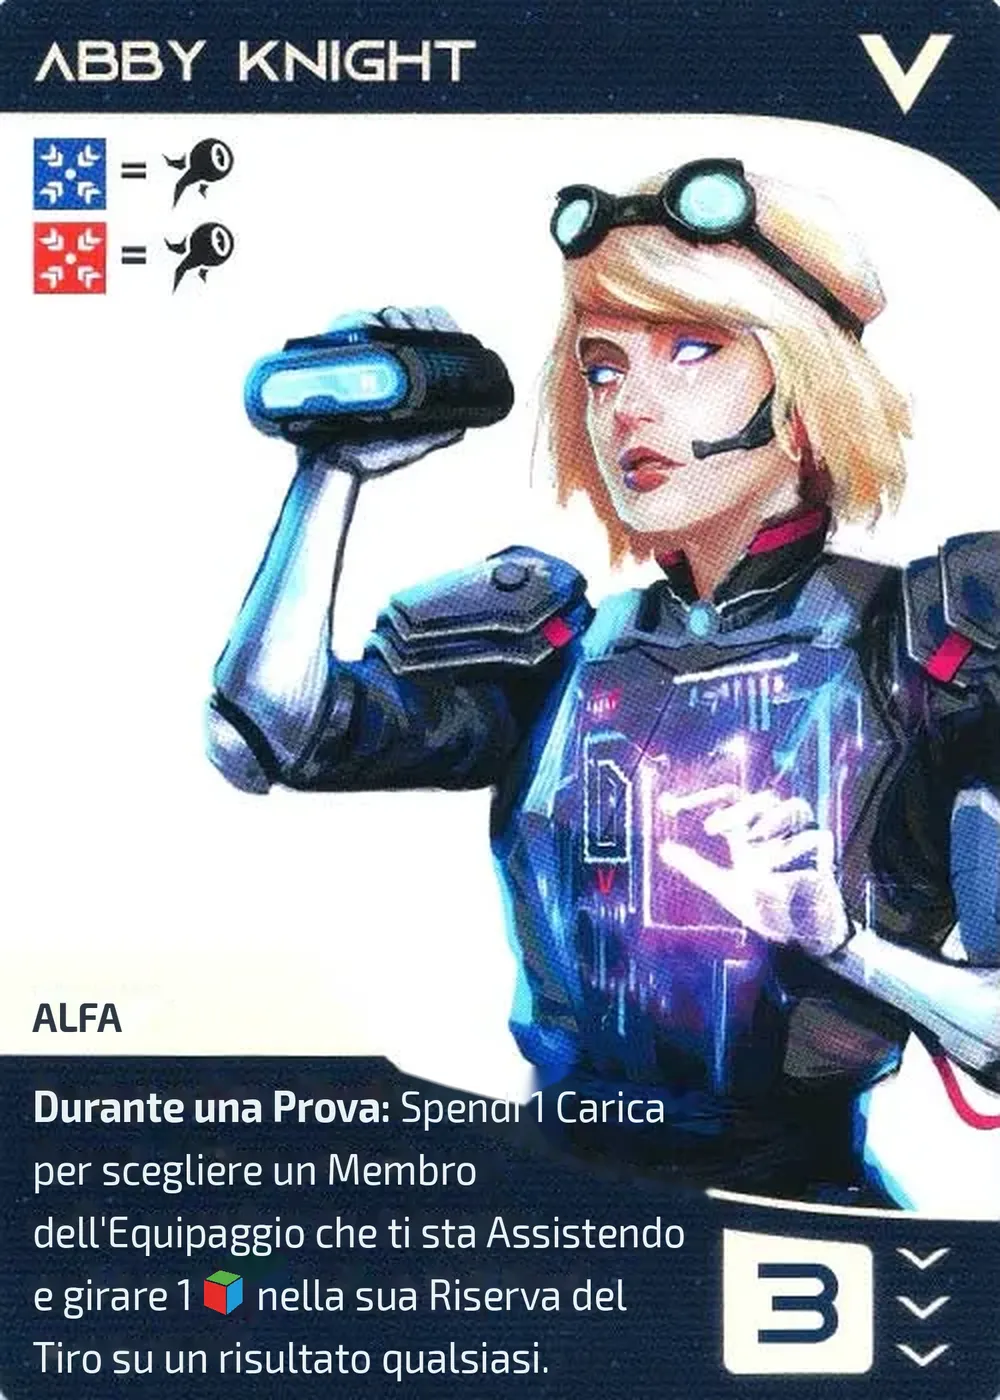 ABBY KNIGHT
V
=
=
ALFA
Durante una Prova: Spendi 1 Carica
per scegliere un Membro
dell'Equipaggio che ti sta Assistendo
e girare 1 nella sua Riserva del
Tiro su un risultato qualsiasi.
3